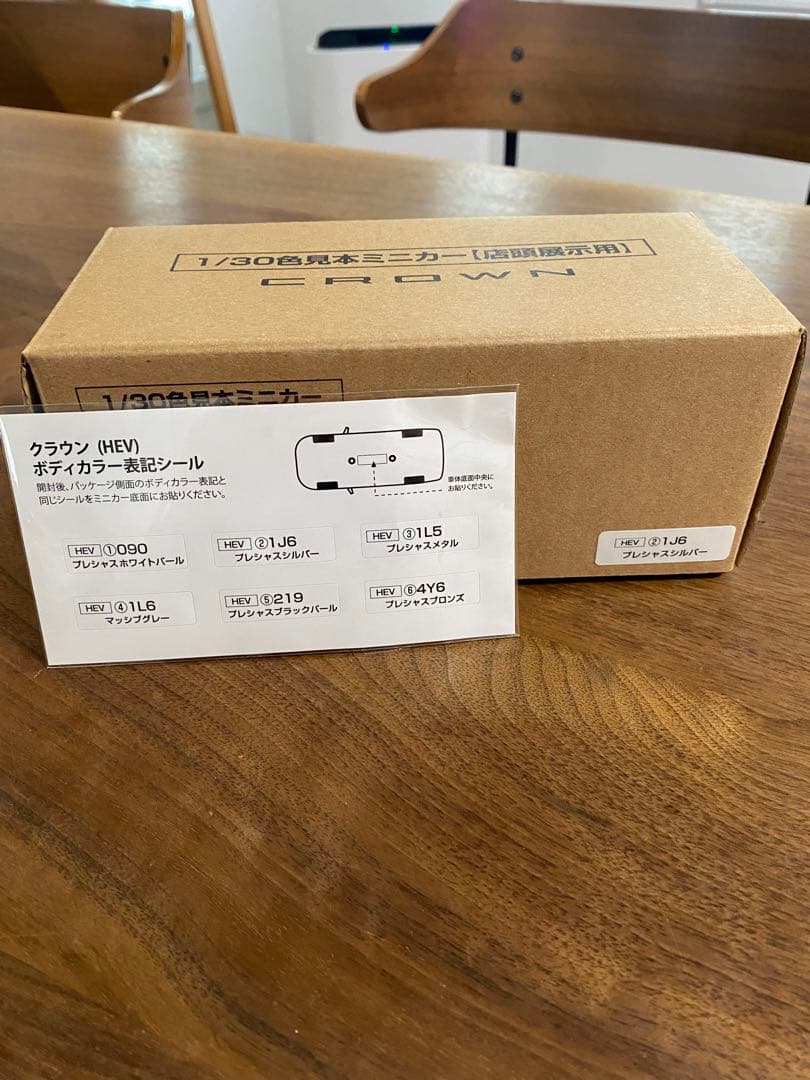 1/30色見本ミニカー【店頭展示用】
CROWN
1/30色見本ミニカー
クラウン (HEV)
ボディカラー表記シール
開封後、パッケージ側面のボディカラー表記と
同じシールをミニカー底面にお貼りください。
車体底面中央に
お貼りください。
HEV ①090
プレシャスホワイトパール
HEV ②1J6
プレシャスシルバー
HEV ③1L5
プレシャスメタル
HEV ④1L6
マッシブグレー
HEV ⑤219
プレシャスブラックパール
HEV ⑥4Y6
プレシャスブロンズ
HEV ②1J6
プレシャスシルバー